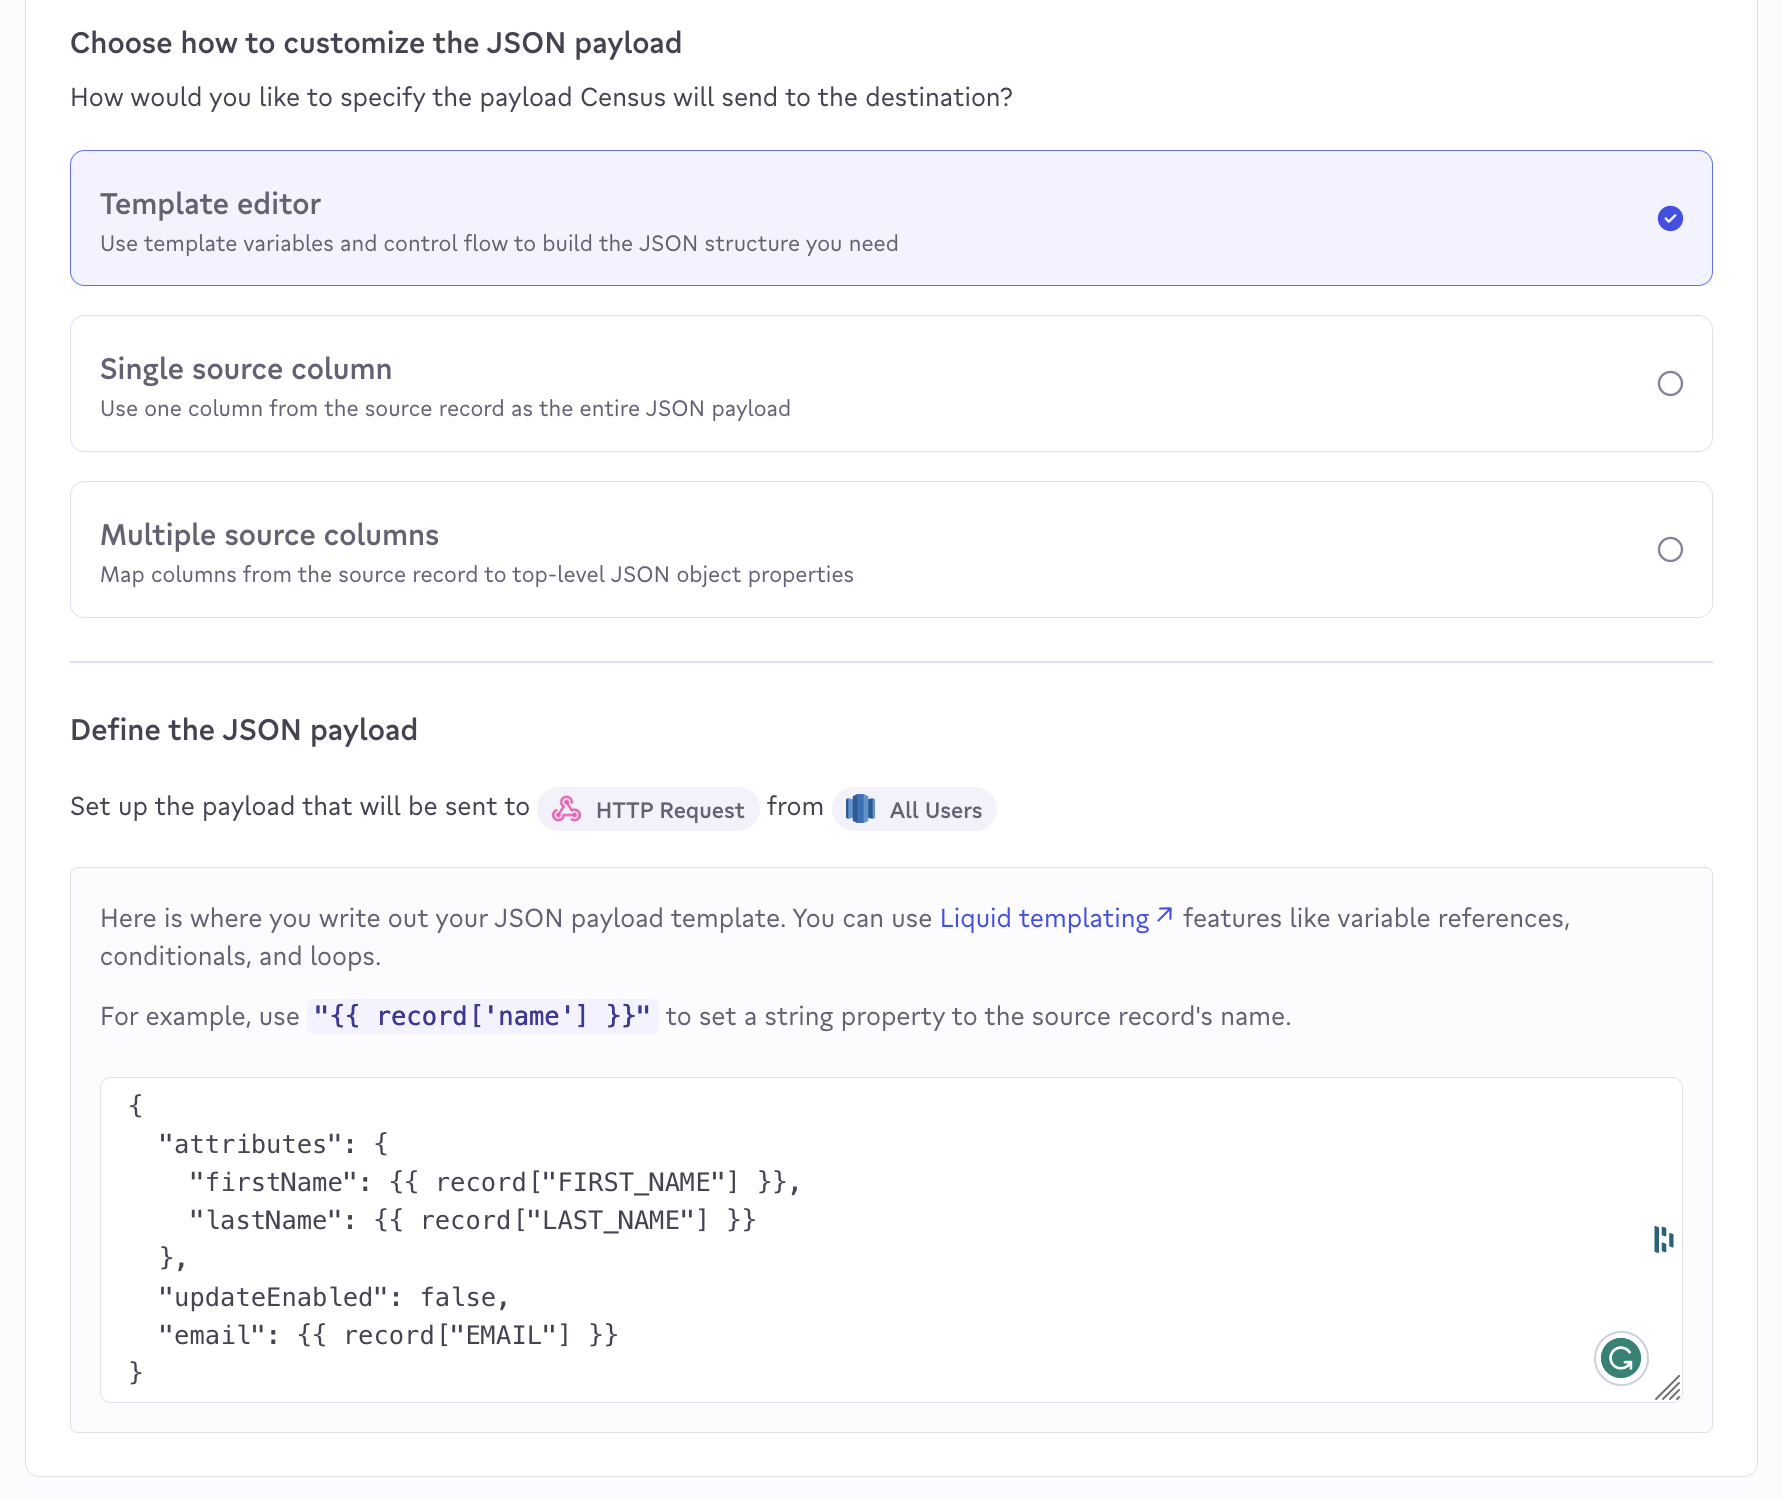 Choose how to customize the JSON payload
How would you like to specify the payload Census will send to the destination?
Template editor
Use template variables and control flow to build the JSON structure you need
Single source column
Use one column from the source record as the entire JSON payload
Multiple source columns
Map columns from the source record to top-level JSON object properties
Define the JSON payload
Set up the payload that will be sent to HTTP Request from All Users
Here is where you write out your JSON payload template. You can use Liquid templating↗ features like variable references,
conditionals, and loops.
For example, use "{{ record['name'] }}" to set a string property to the source record's name.
{
  "attributes": {
    "firstName": {{ record["FIRST_NAME"] }},
    "lastName": {{ record["LAST_NAME"] }}
  },
  "updateEnabled": false,
  "email": {{ record["EMAIL"] }}
}